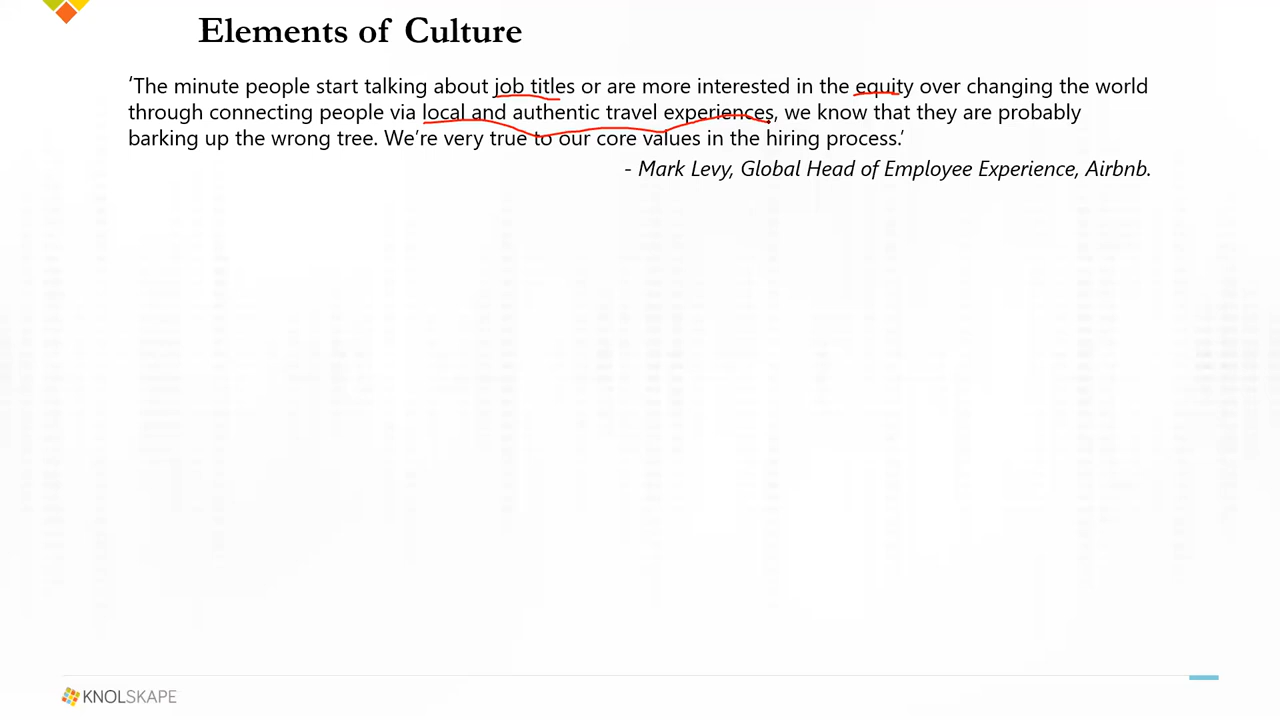 Elements of Culture
‘The minute people start talking about job titles or are more interested in the equity over changing the world
through connecting people via local and authentic travel experiences, we know that they are probably
barking up the wrong tree. We’re very true to our core values in the hiring process.’
- Mark Levy, Global Head of Employee Experience, Airbnb.
KNOLSKAPE